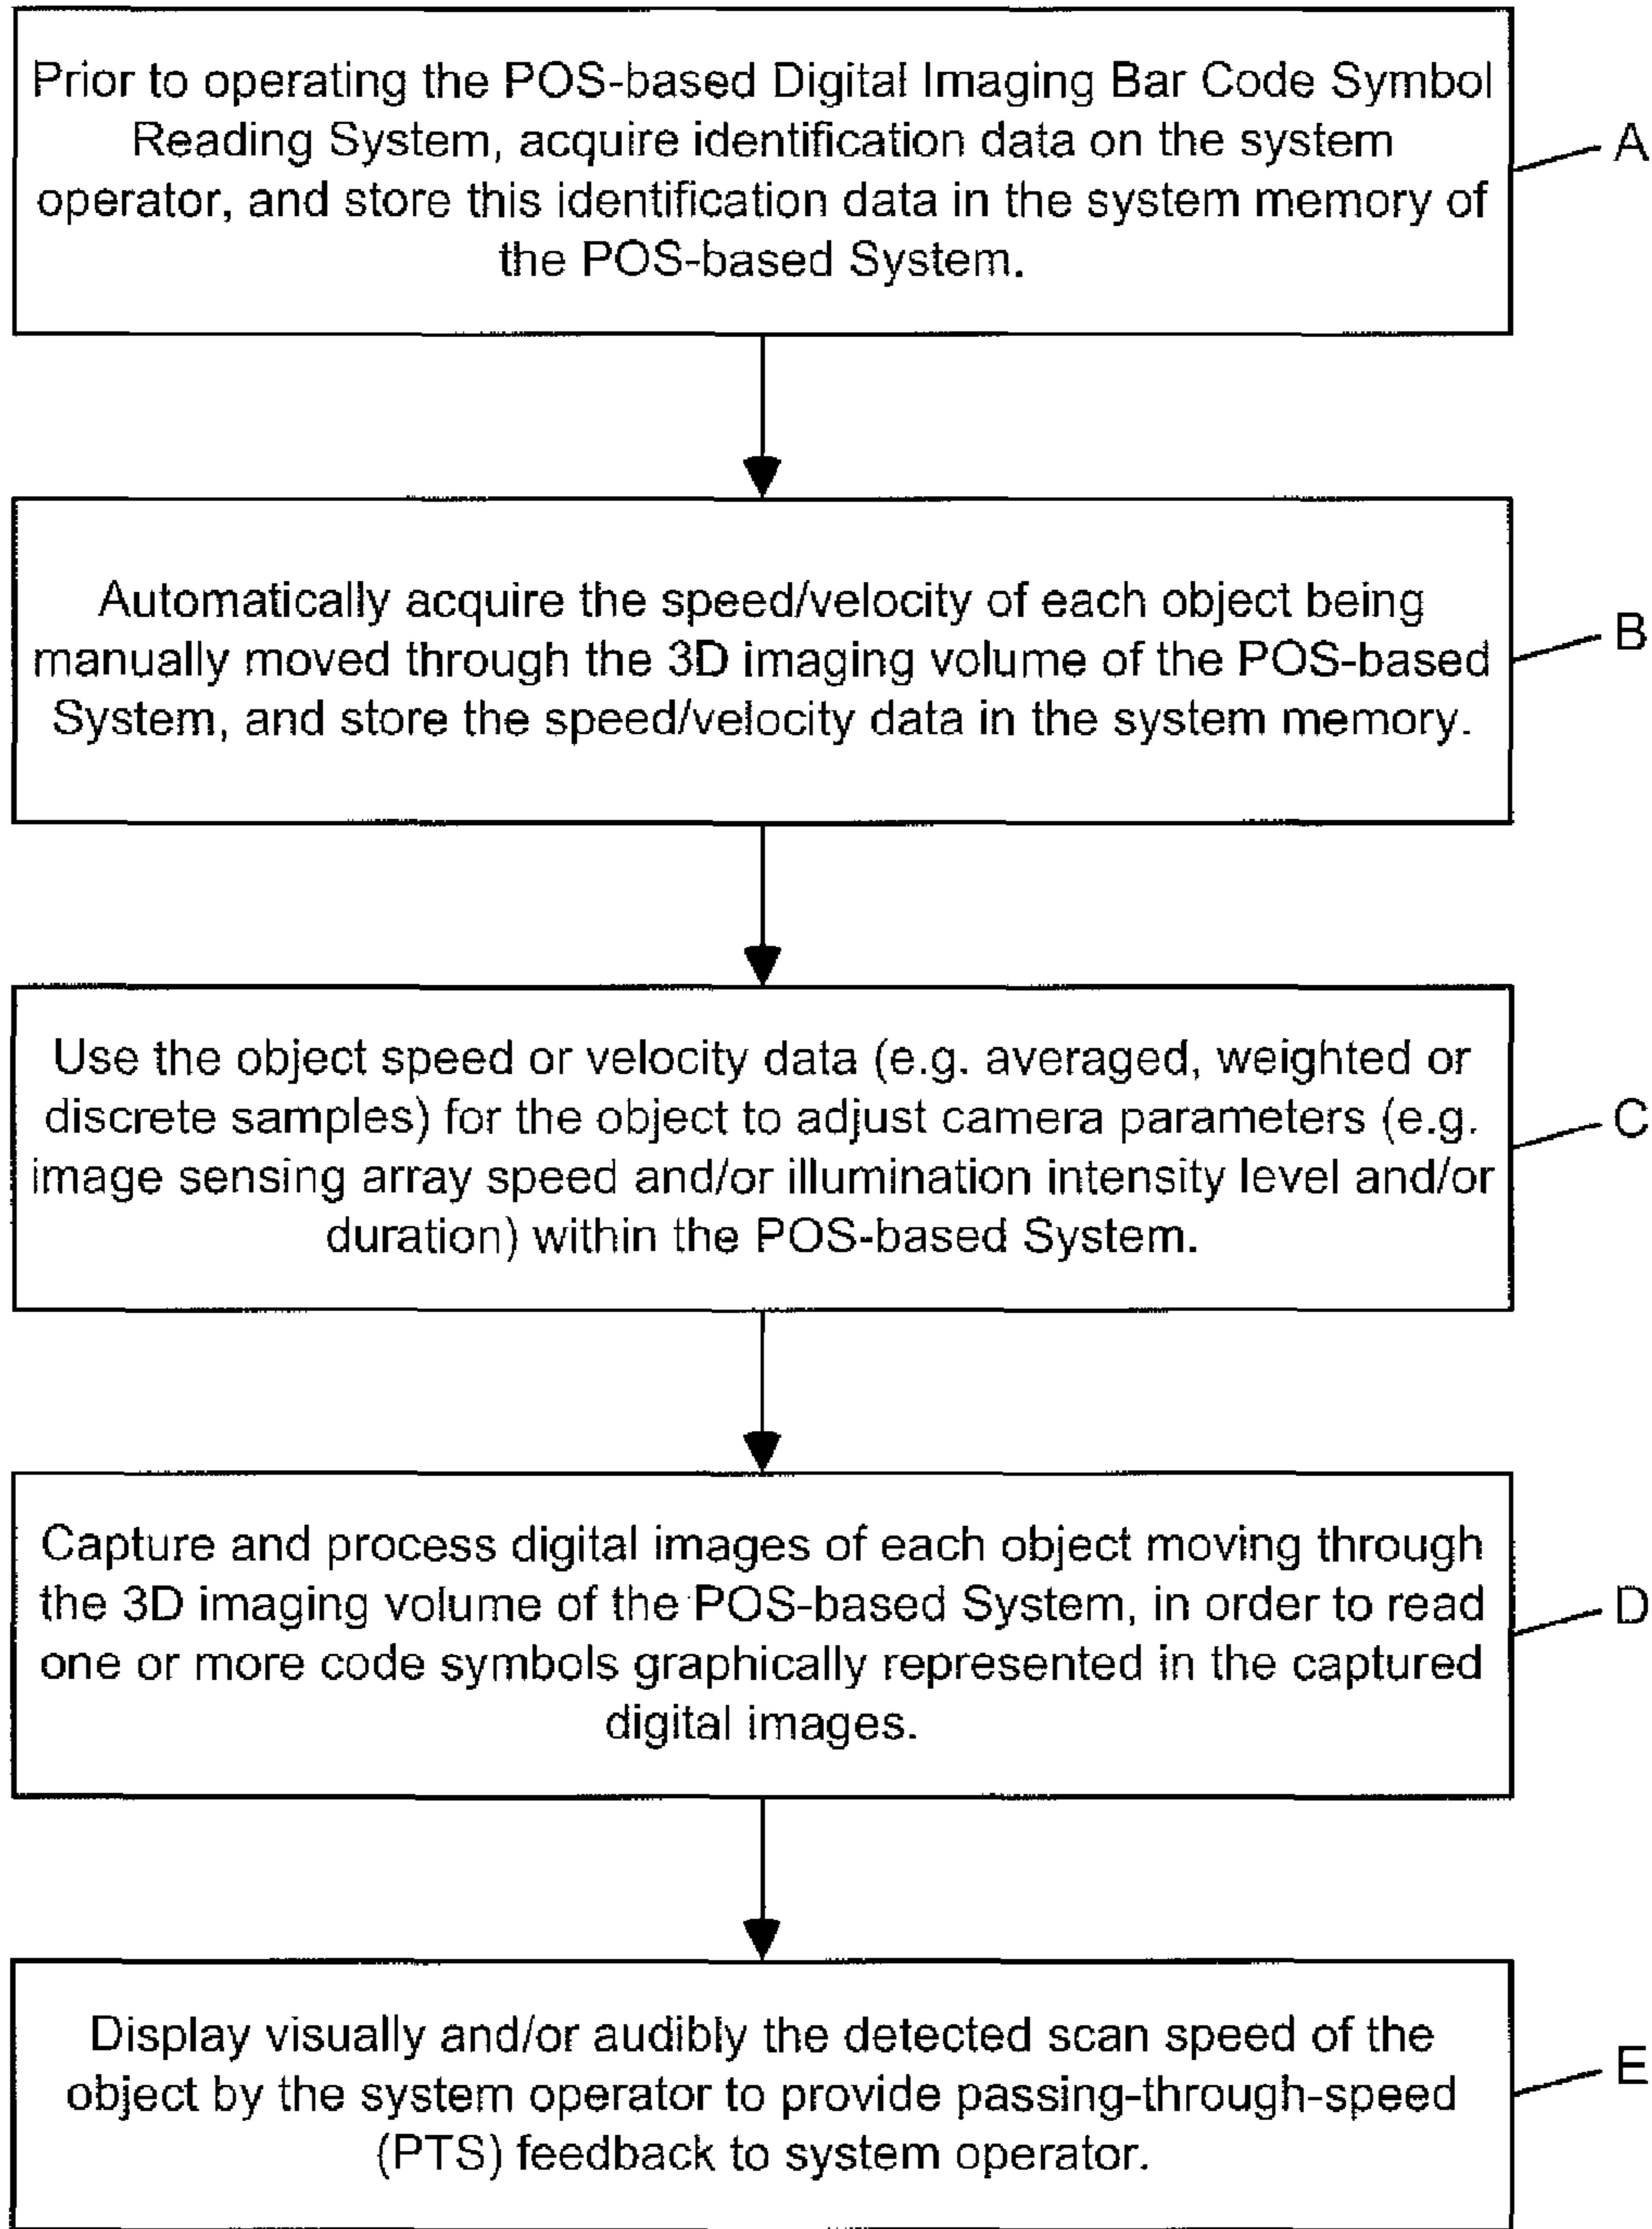 Prior to operating the POS-based Digital Imaging Bar Code Symbol
Reading System, acquire identification data on the system
operator, and store this identification data in the system memory of
the POS-based System.
A
Automatically acquire the speed/velocity of each object being
manually moved through the 3D imaging volume of the POS-based
System, and store the speed/velocity data in the system memory.
B
Use the object speed or velocity data (e.g. averaged, weighted or
discrete samples) for the object to adjust camera parameters (e.g.
image sensing array speed and/or illumination intensity level and/or
duration) within the POS-based System.
C
Capture and process digital images of each object moving through
the 3D imaging volume of the POS-based System, in order to read
one or more code symbols graphically represented in the captured
digital images.
D
Display visually and/or audibly the detected scan speed of the
object by the system operator to provide passing-through-speed
(PTS) feedback to system operator.
E